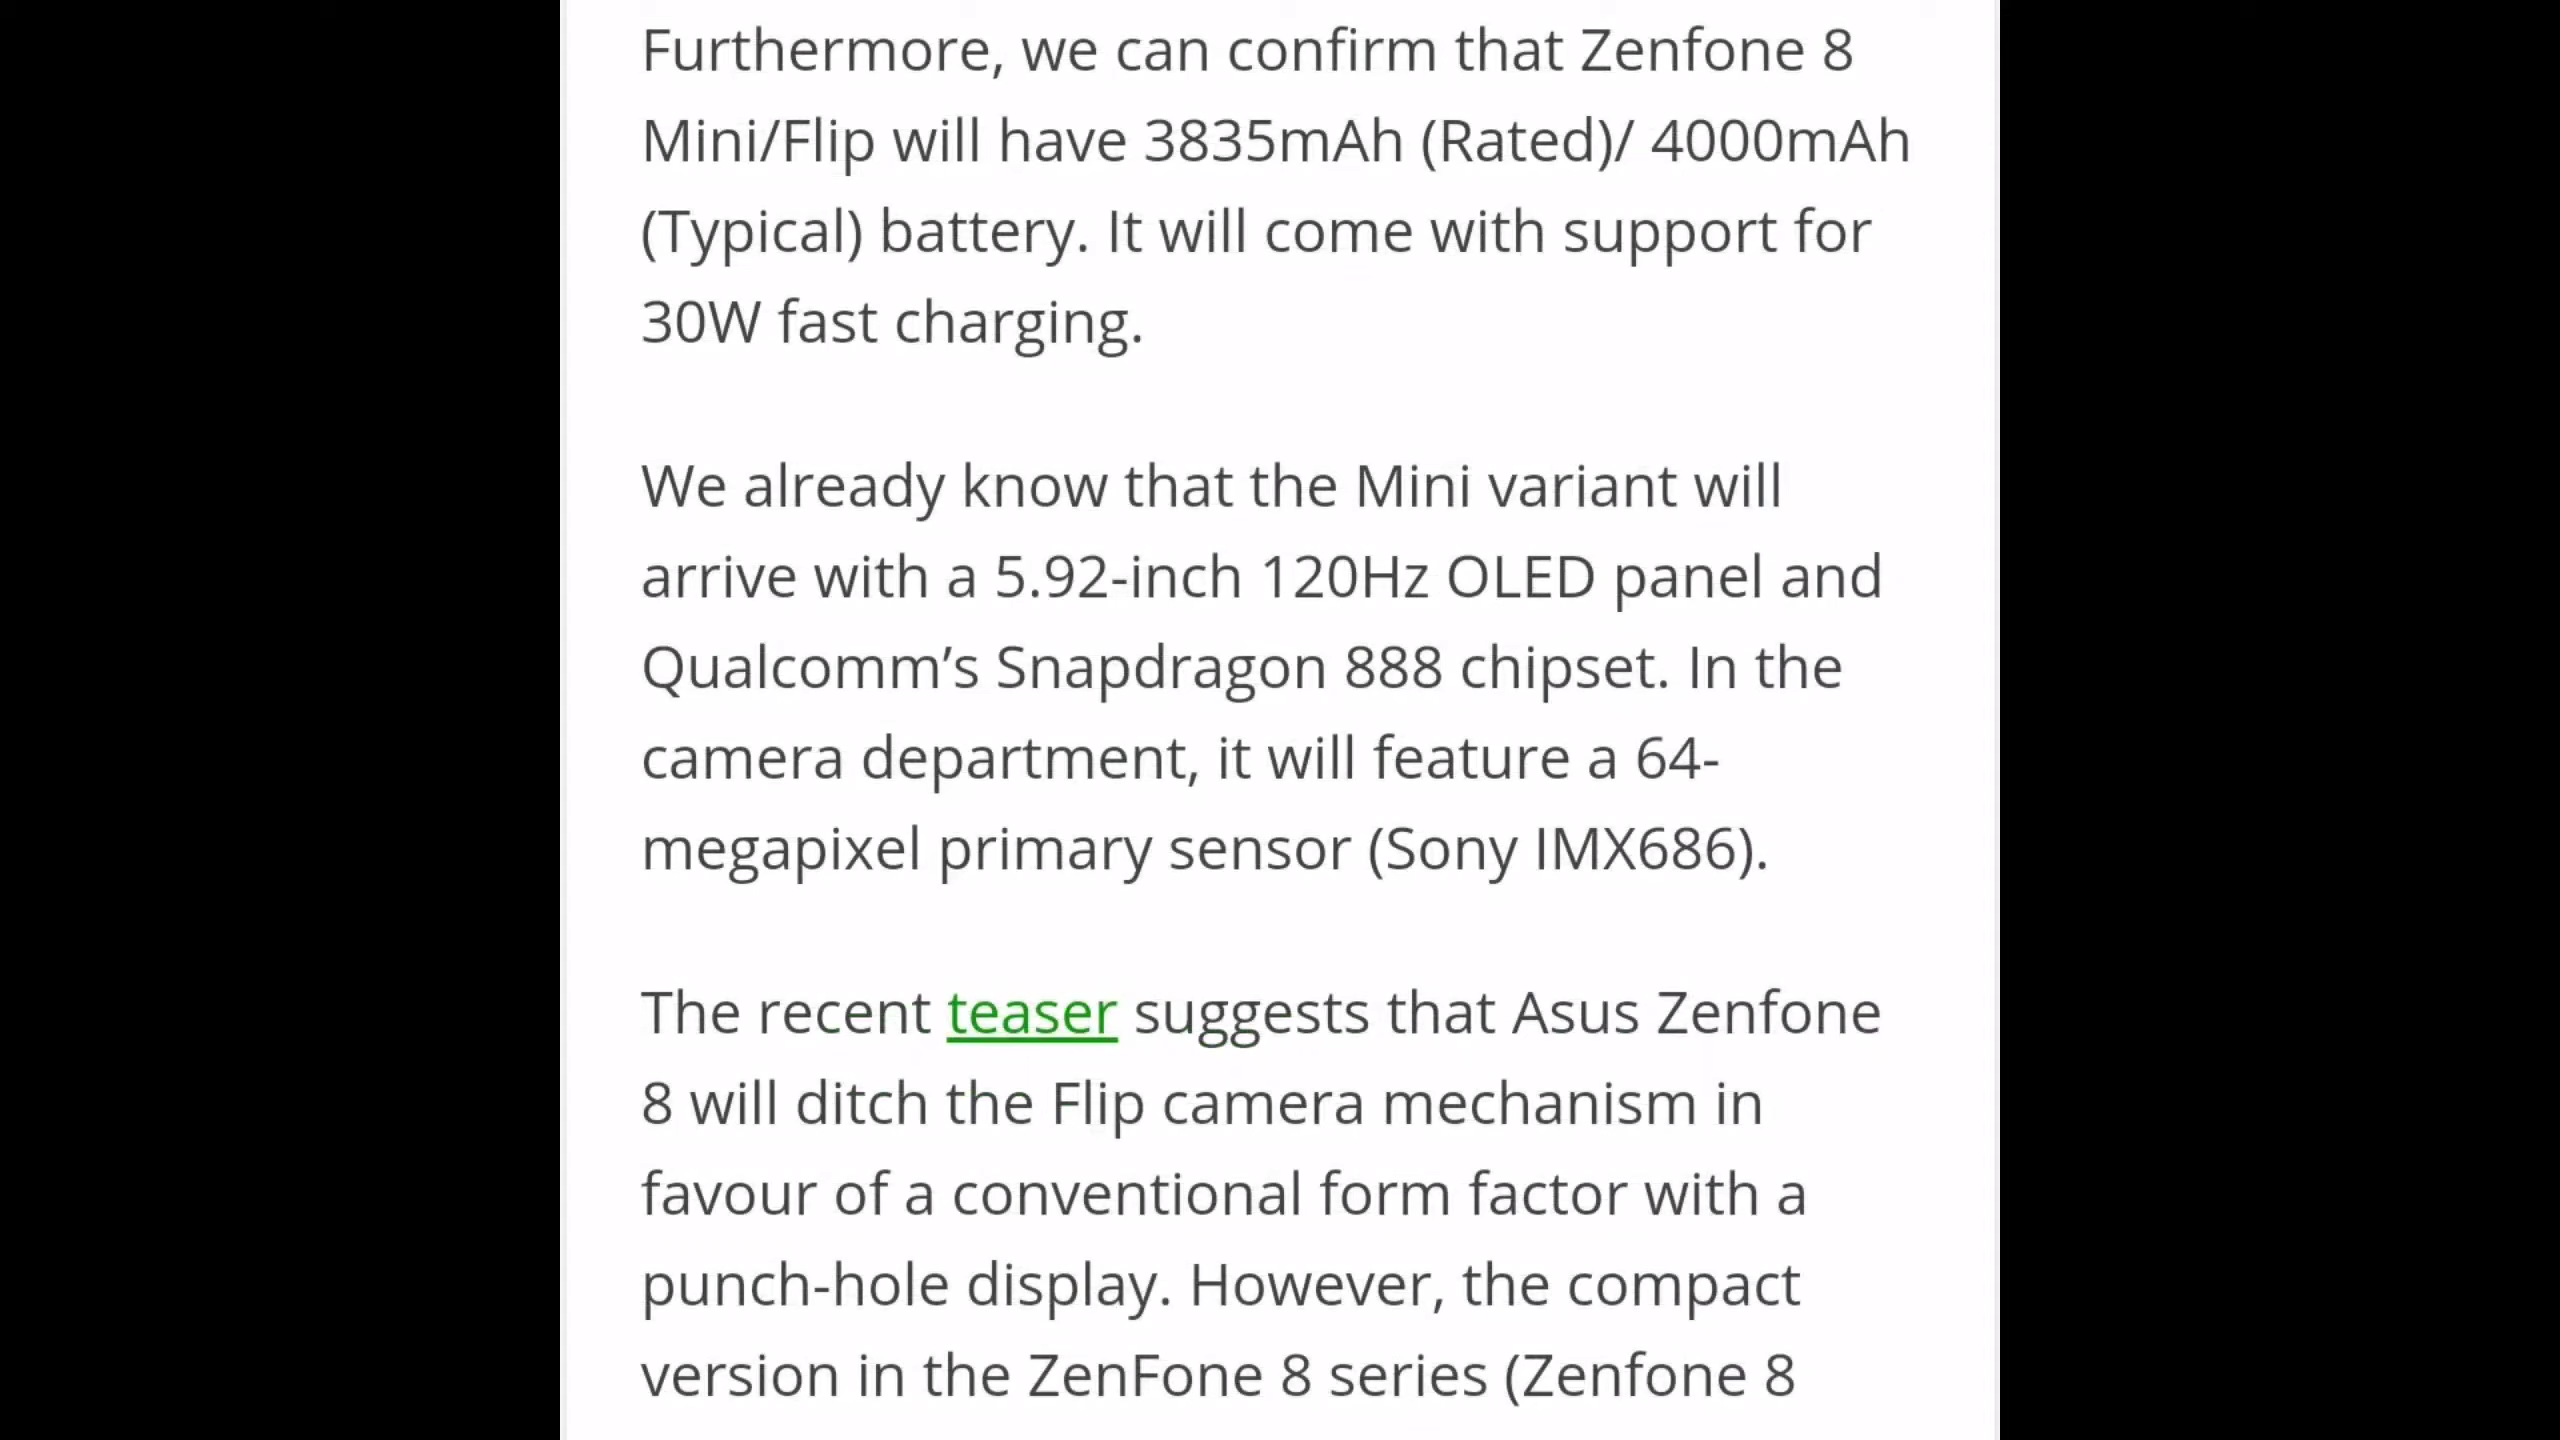 Furthermore, we can confirm that Zenfone 8
Mini/Flip will have 3835mAh (Rated)/ 4000mAh
(Typical) battery. It will come with support for
30W fast charging.
We already know that the Mini variant will
arrive with a 5.92-inch 120Hz OLED panel and
Qualcomm’s Snapdragon 888 chipset. In the
camera department, it will feature a 64-
megapixel primary sensor (Sony IMX686).
The recent teaser suggests that Asus Zenfone
8 will ditch the Flip camera mechanism in
favour of a conventional form factor with a
punch-hole display. However, the compact
version in the ZenFone 8 series (Zenfone 8